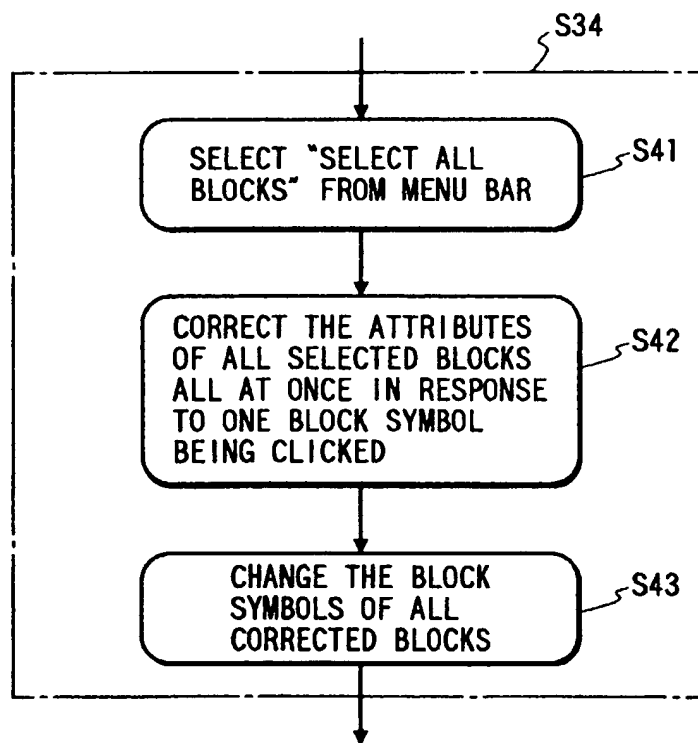 S34
SELECT "SELECT ALL
BLOCKS" FROM MENU BAR
S41
CORRECT THE ATTRIBUTES
OF ALL SELECTED BLOCKS
ALL AT ONCE IN RESPONSE
TO ONE BLOCK SYMBOL
BEING CLICKED
S42
CHANGE THE BLOCK
SYMBOLS OF ALL
CORRECTED BLOCKS
S43